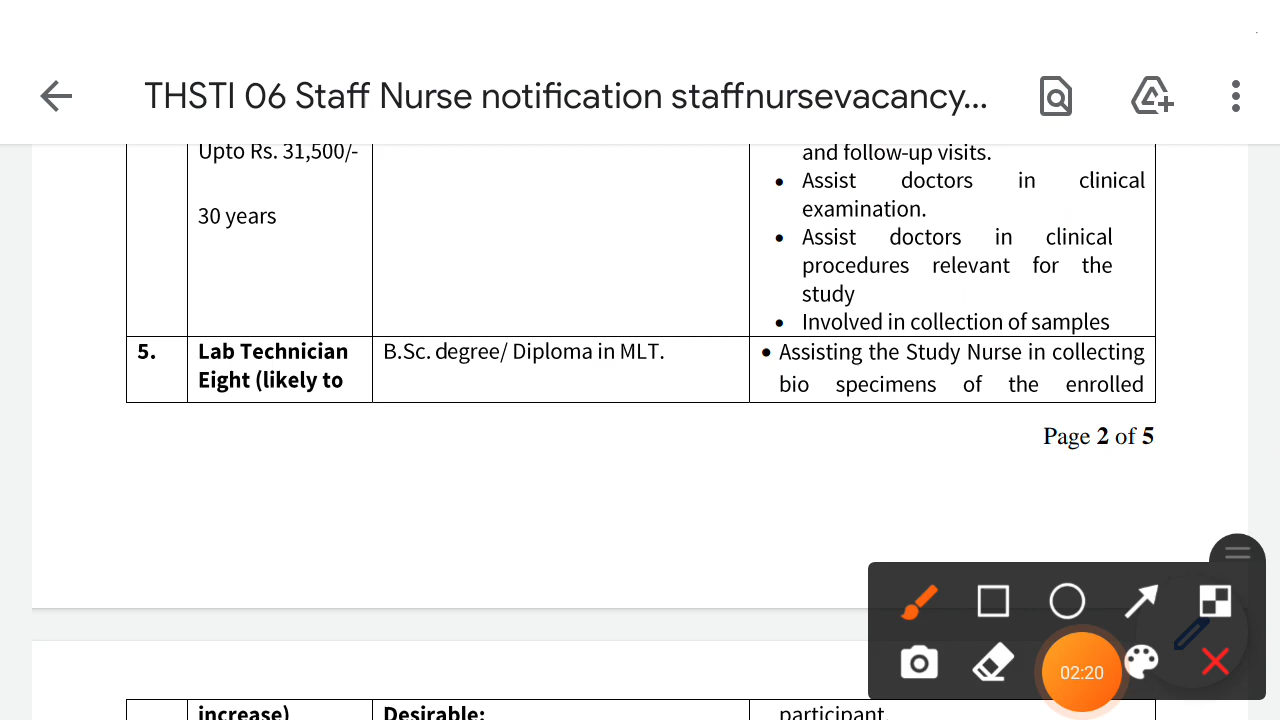 THSTI 06 Staff Nurse notification staffnursevacancy...
Upto Rs. 31,500/-
30 years
and follow-up visits.
• Assist doctors in clinical
examination.
• Assist doctors in clinical
procedures relevant for the
study
• Involved in collection of samples
5.
Lab Technician
Eight (likely to
B.Sc. degree/ Diploma in MLT.
• Assisting the Study Nurse in collecting
bio specimens of the enrolled
Page 2 of 5
02:20
increase)
Desirable:
participant.